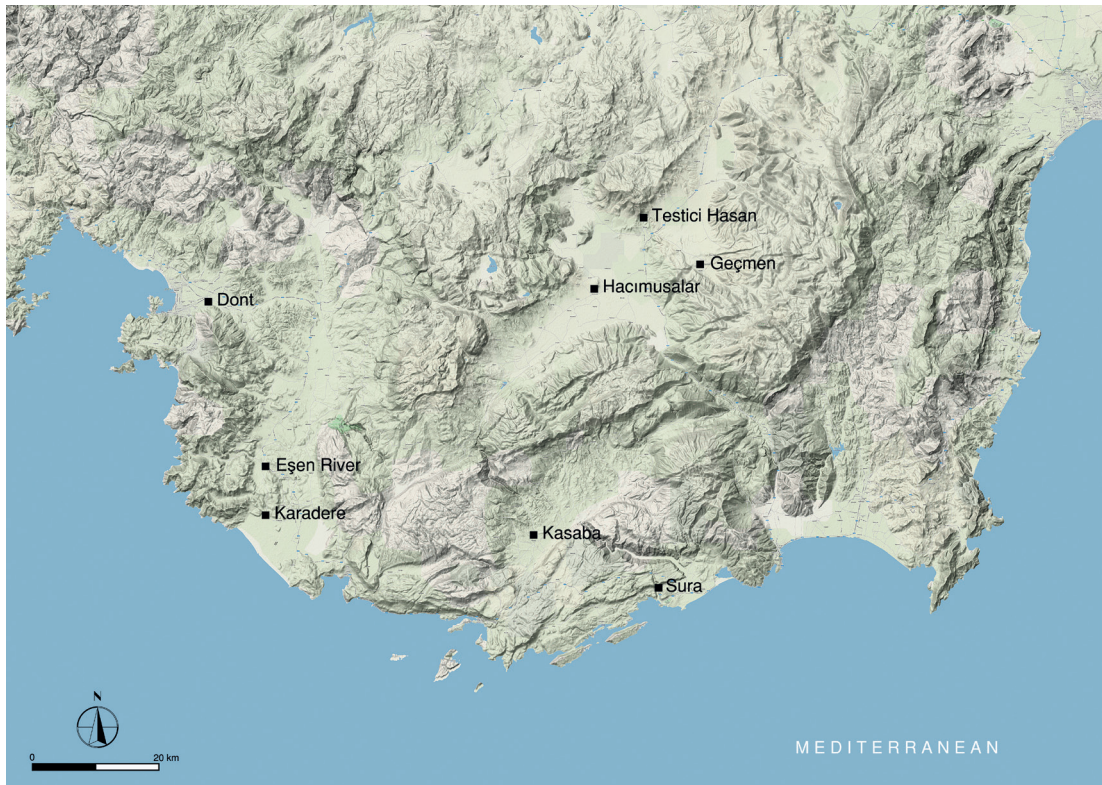 Testici Hasan
Geçmen
Hacımusalar
Dont
Eşen River
Karadere
Kasaba
Sura
N
0 20 km
MEDITERRANEAN